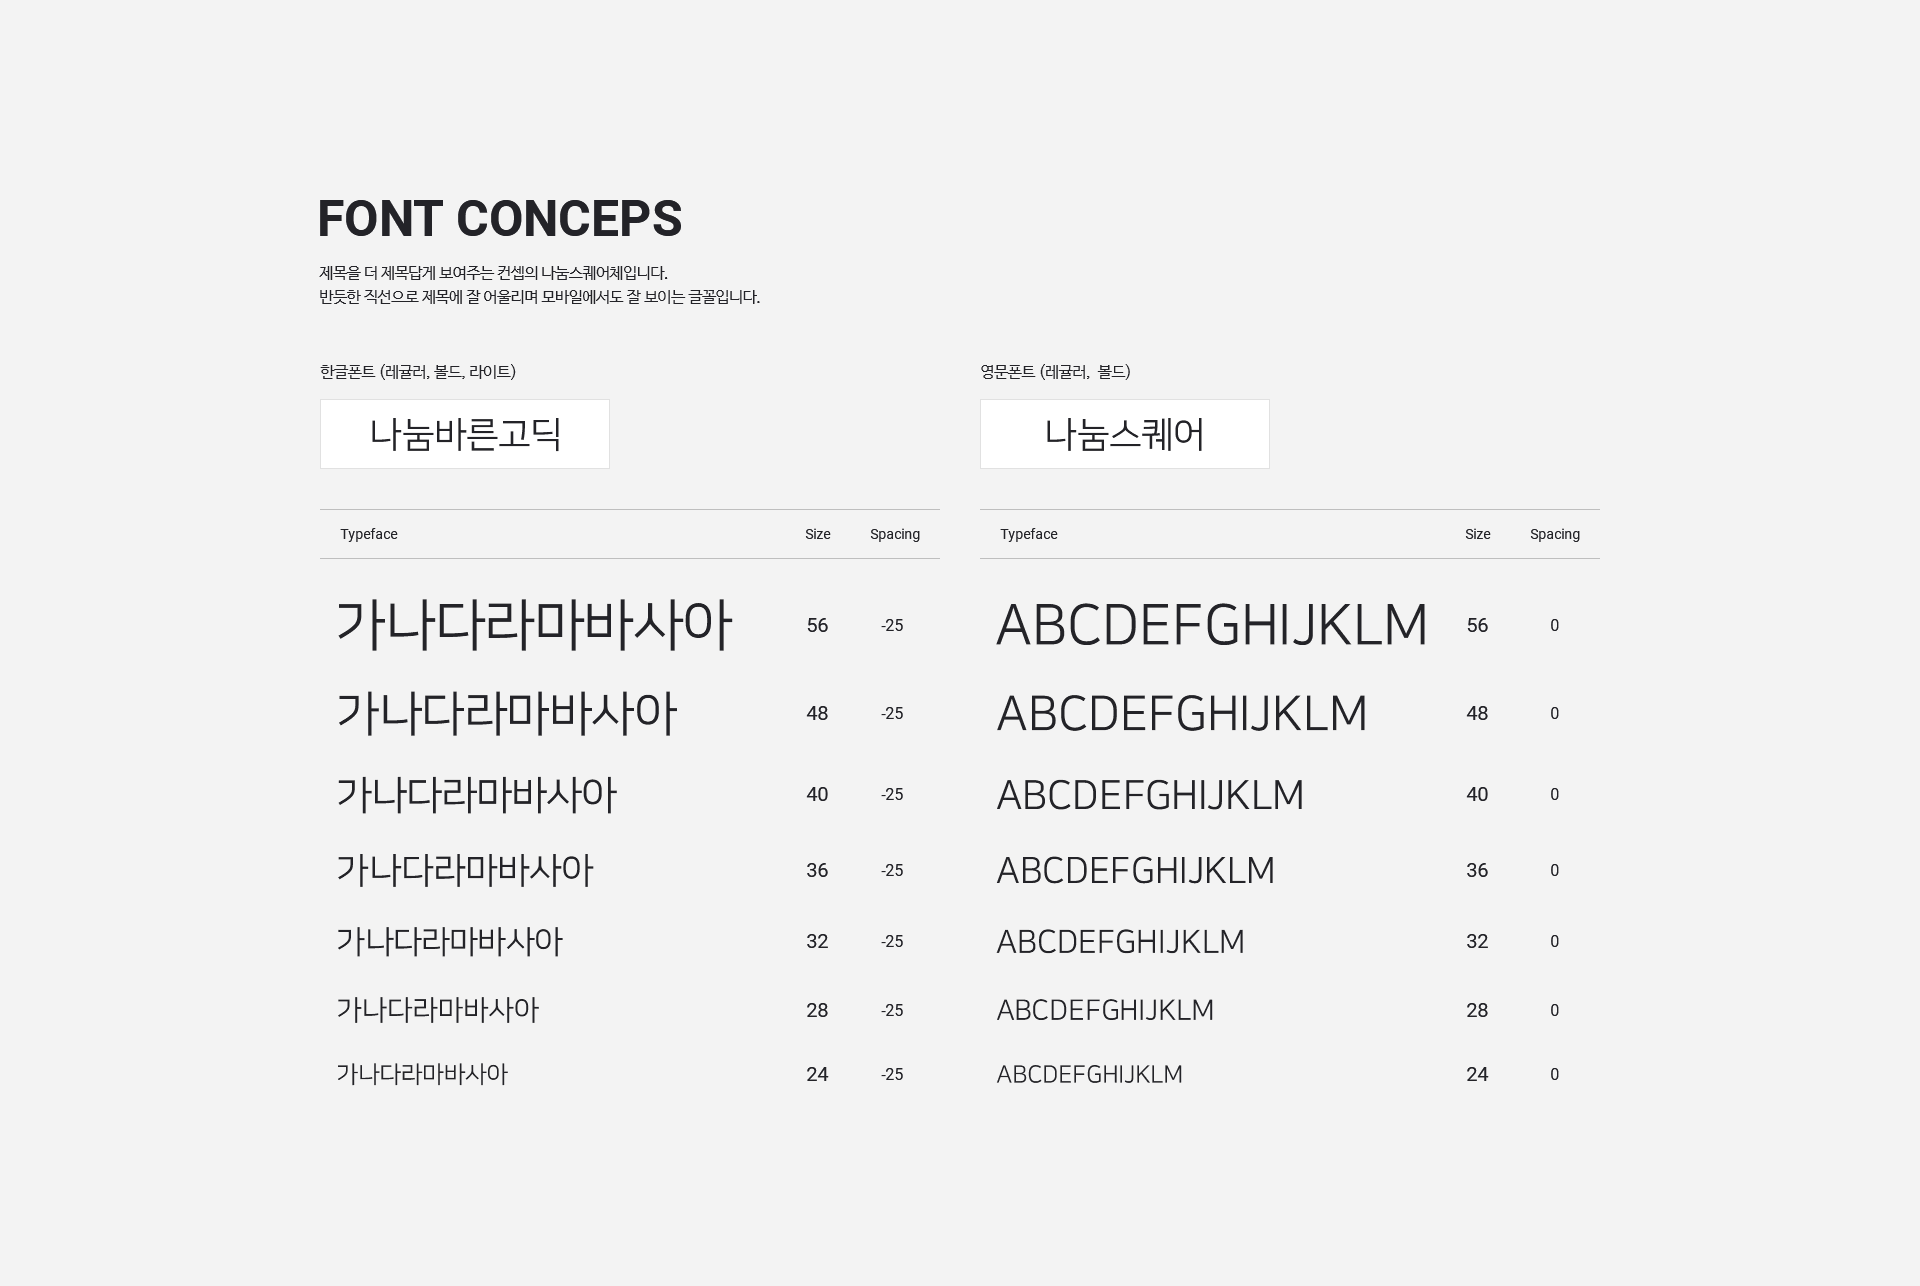 FONT CONCEPS
제목을 더 제목답게 보여주는 컨셉의 나눔스퀘어체입니다.
반듯한 직선으로 제목에 잘 어울리며 모바일에서도 잘 보이는 글꼴입니다.
한글폰트 (레귤러, 볼드, 라이트)
나눔바른고딕
Typeface Size Spacing
가나다라마바사아 56 -25
가나다라마바사아 48 -25
가나다라마바사아 40 -25
가나다라마바사아 36 -25
가나다라마바사아 32 -25
가나다라마바사아 28 -25
가나다라마바사아 24 -25
영문폰트 (레귤러, 볼드)
나눔스퀘어
Typeface Size Spacing
ABCDEFGHIJKLM 56 0
ABCDEFGHIJKLM 48 0
ABCDEFGHIJKLM 40 0
ABCDEFGHIJKLM 36 0
ABCDEFGHIJKLM 32 0
ABCDEFGHIJKLM 28 0
ABCDEFGHIJKLM 24 0